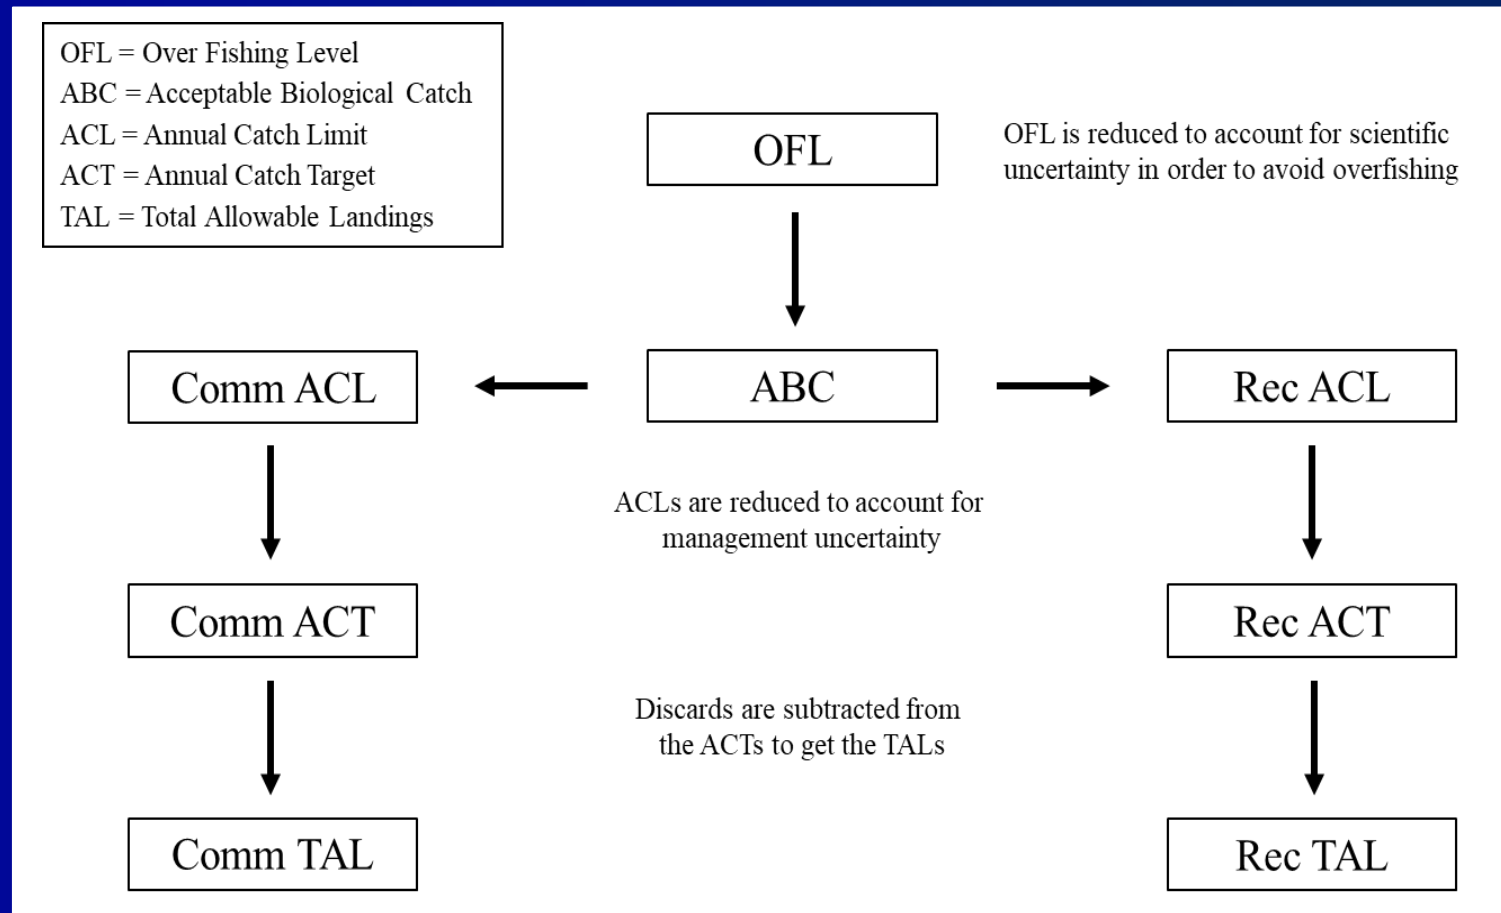 OFL = Over Fishing Level
ABC = Acceptable Biological Catch
ACL = Annual Catch Limit
ACT = Annual Catch Target
TAL = Total Allowable Landings
OFL
OFL is reduced to account for scientific
uncertainty in order to avoid overfishing
Comm ACL
ABC
Rec ACL
ACLs are reduced to account for
management uncertainty
Comm ACT
Rec ACT
Discards are subtracted from
the ACTs to get the TALs
Comm TAL
Rec TAL